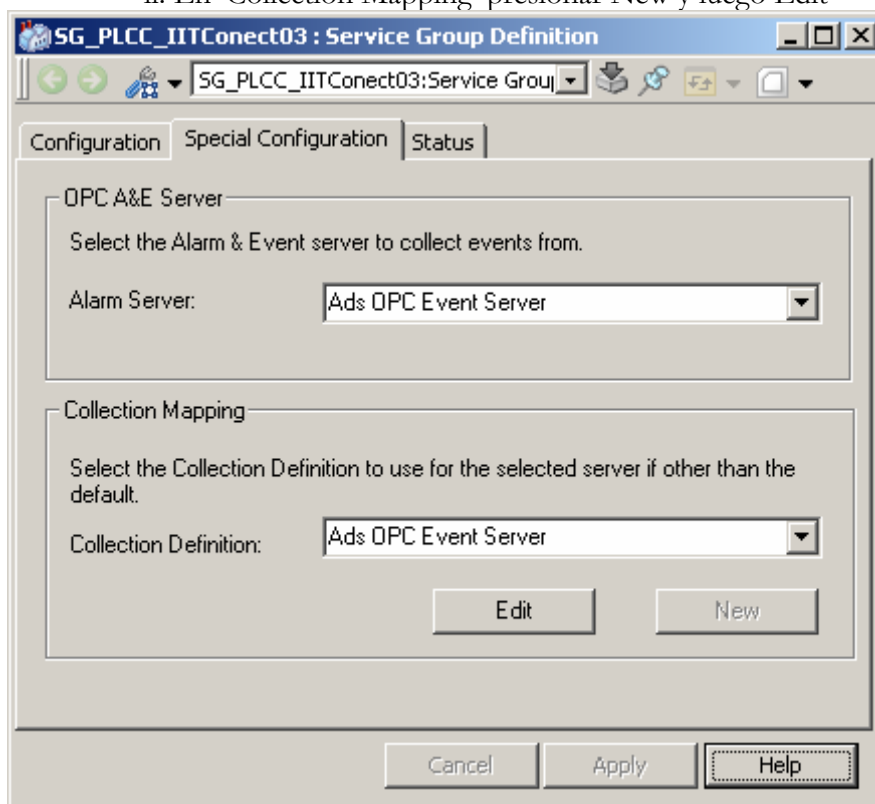 ii. En Collection Mapping presional New y luego Edit
SG_PLCC_IITConect03 : Service Group Definition
SG_PLCC_IITConect03:Service Grou
Configuration
Special Configuration
Status
OPC A&E Server
Select the Alarm & Event server to collect events from.
Alarm Server:
Ads OPC Event Server
Collection Mapping
Select the Collection Definition to use for the selected server if other than the
default.
Collection Definition:
Ads OPC Event Server
Edit
New
Cancel
Apply
Help